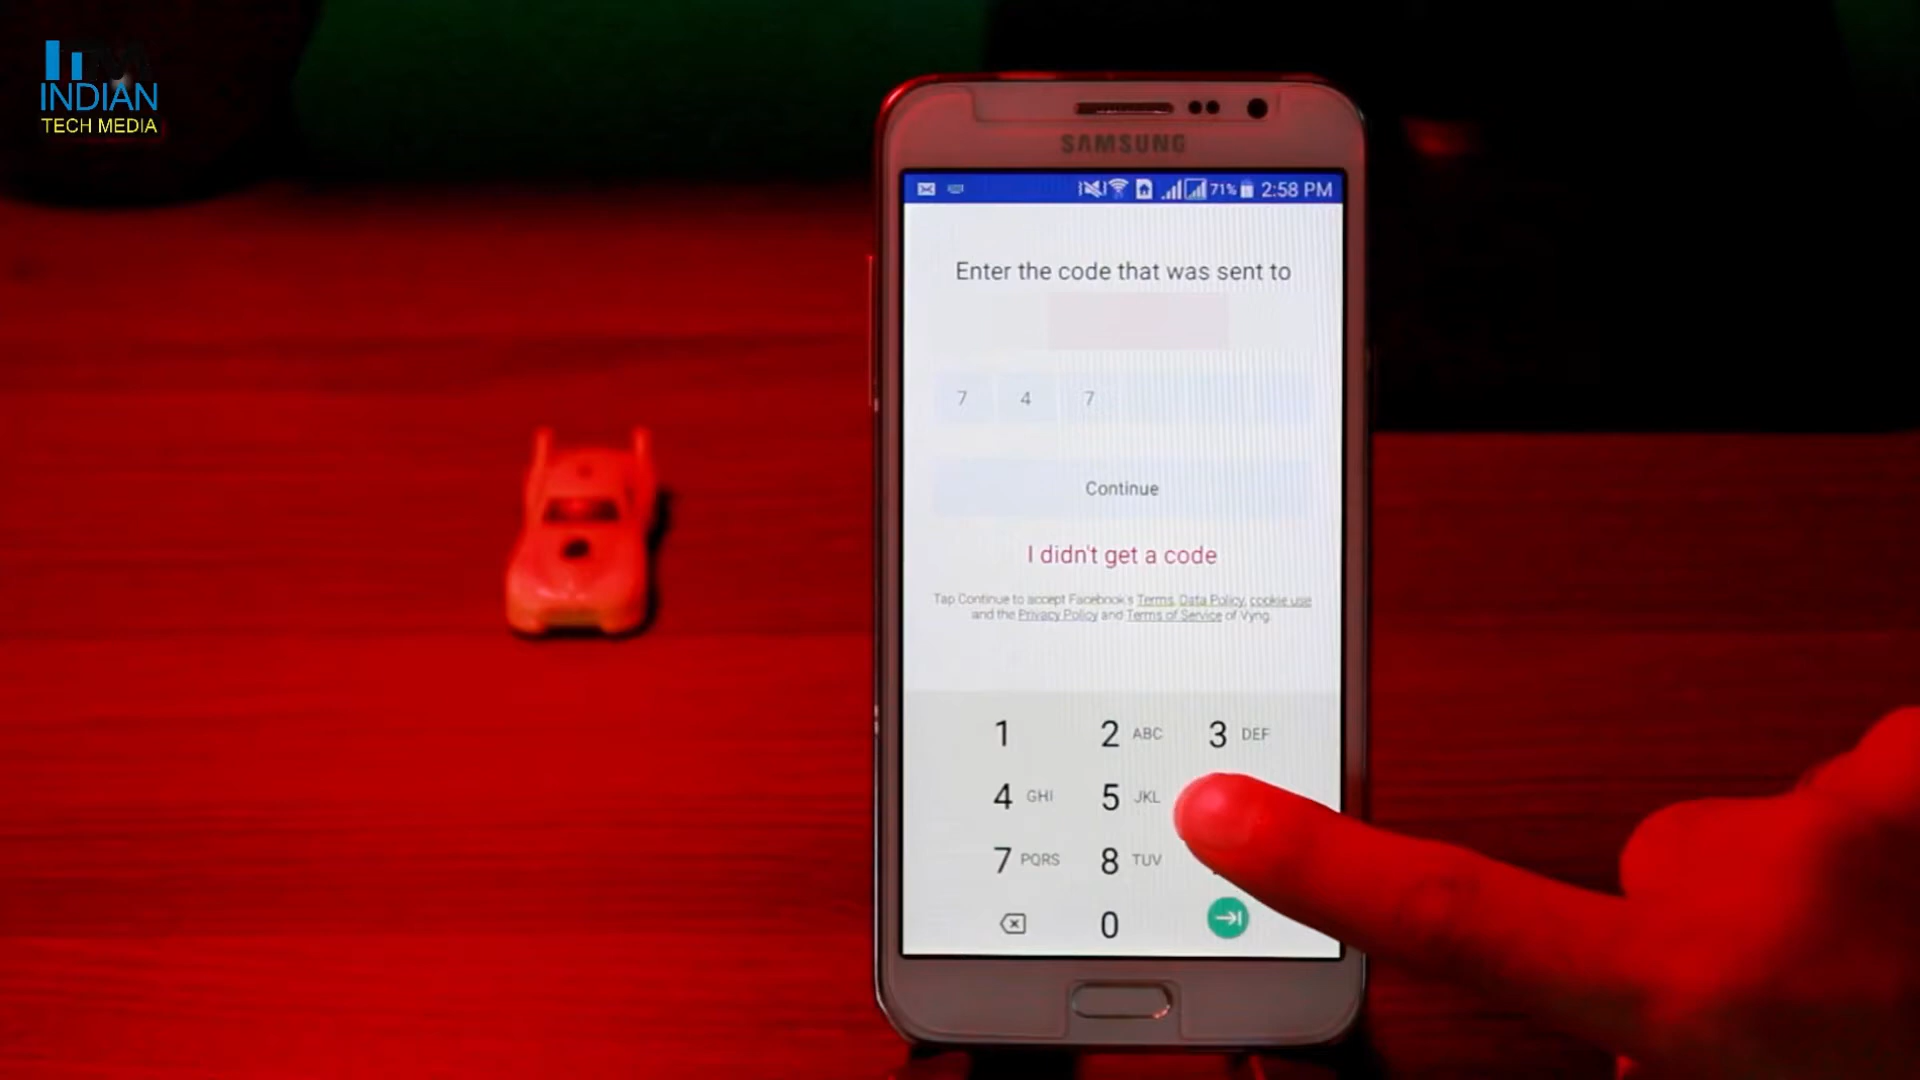 INDIAN
TECH MEDIA
SAMSUNG
71% 2:58 PM
Enter the code that was sent to
7 4 7
Continue
I didn't get a code
Tap Continue to accept Facebook's Terms, Data Policy, cookie use
and the Privacy Policy and Terms of Service of Vyng.
1 2 ABC 3 DEF
4 GHI 5 JKL
7 PQRS 8 TUV
0